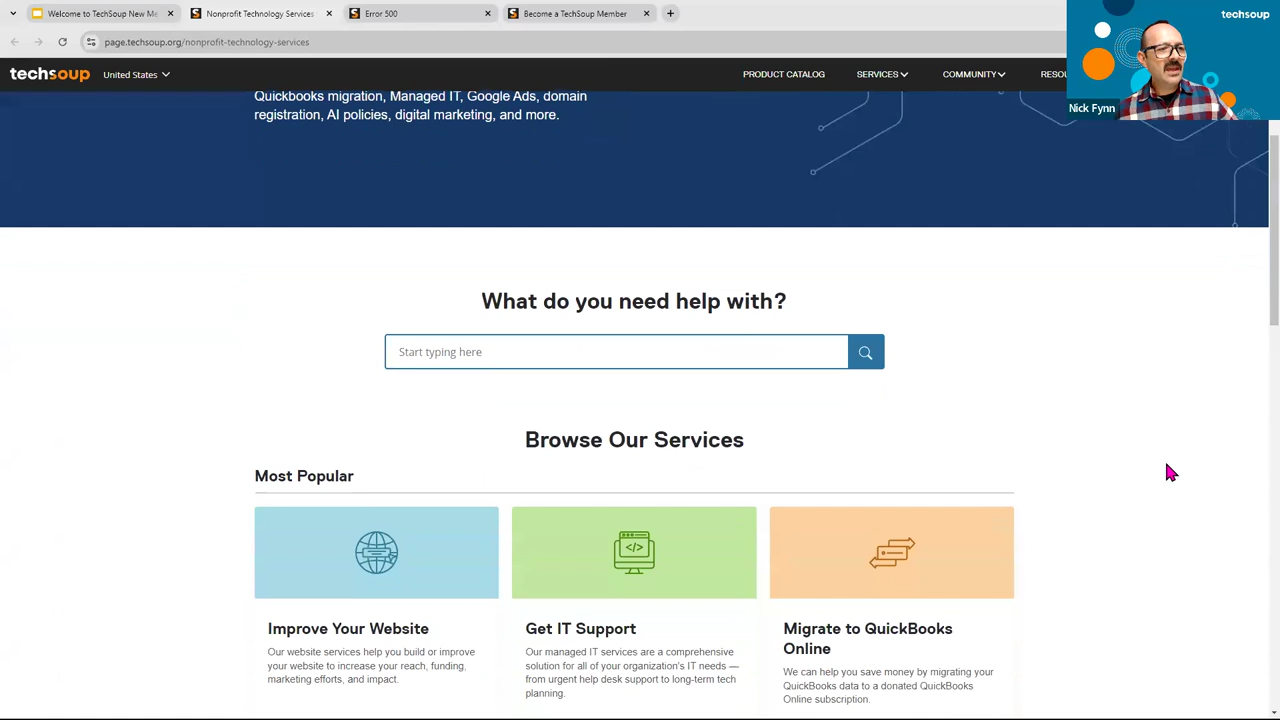 Welcome to TechSoup New Me
Nonprofit Technology Services
Error 500
Become a TechSoup Member
page.techsoup.org/nonprofit-technology-services
techsoup
Nick Fynn
techsoup
United States
PRODUCT CATALOG
SERVICES
COMMUNITY
RESOU
Quickbooks migration, Managed IT, Google Ads, domain
registration, AI policies, digital marketing, and more.
What do you need help with?
Start typing here
Browse Our Services
Most Popular
Improve Your Website
Our website services help you build or improve
your website to increase your reach, funding,
marketing efforts, and impact.
Get IT Support
Our managed IT services are a comprehensive
solution for all of your organization's IT needs —
from urgent help desk support to long-term tech
planning.
Migrate to QuickBooks
Online
We can help you save money by migrating your
QuickBooks data to a donated QuickBooks
Online subscription.